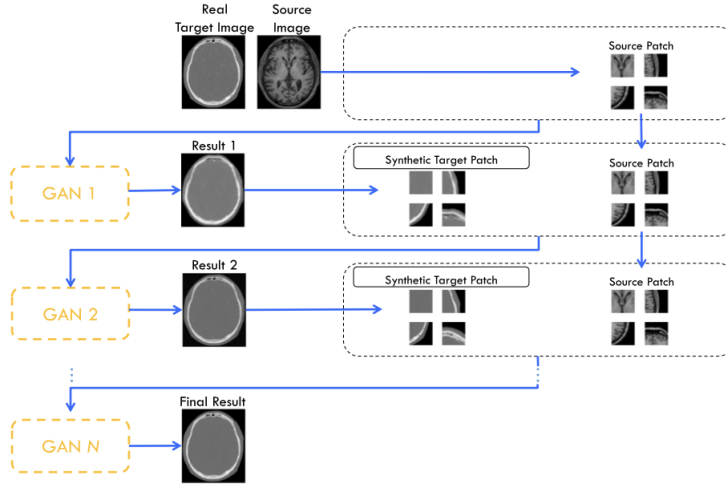 Real
Target Image
Source
Image
Source Patch
Result 1
GAN 1
Synthetic Target Patch
Source Patch
Result 2
GAN 2
Synthetic Target Patch
Source Patch
Final Result
GAN N